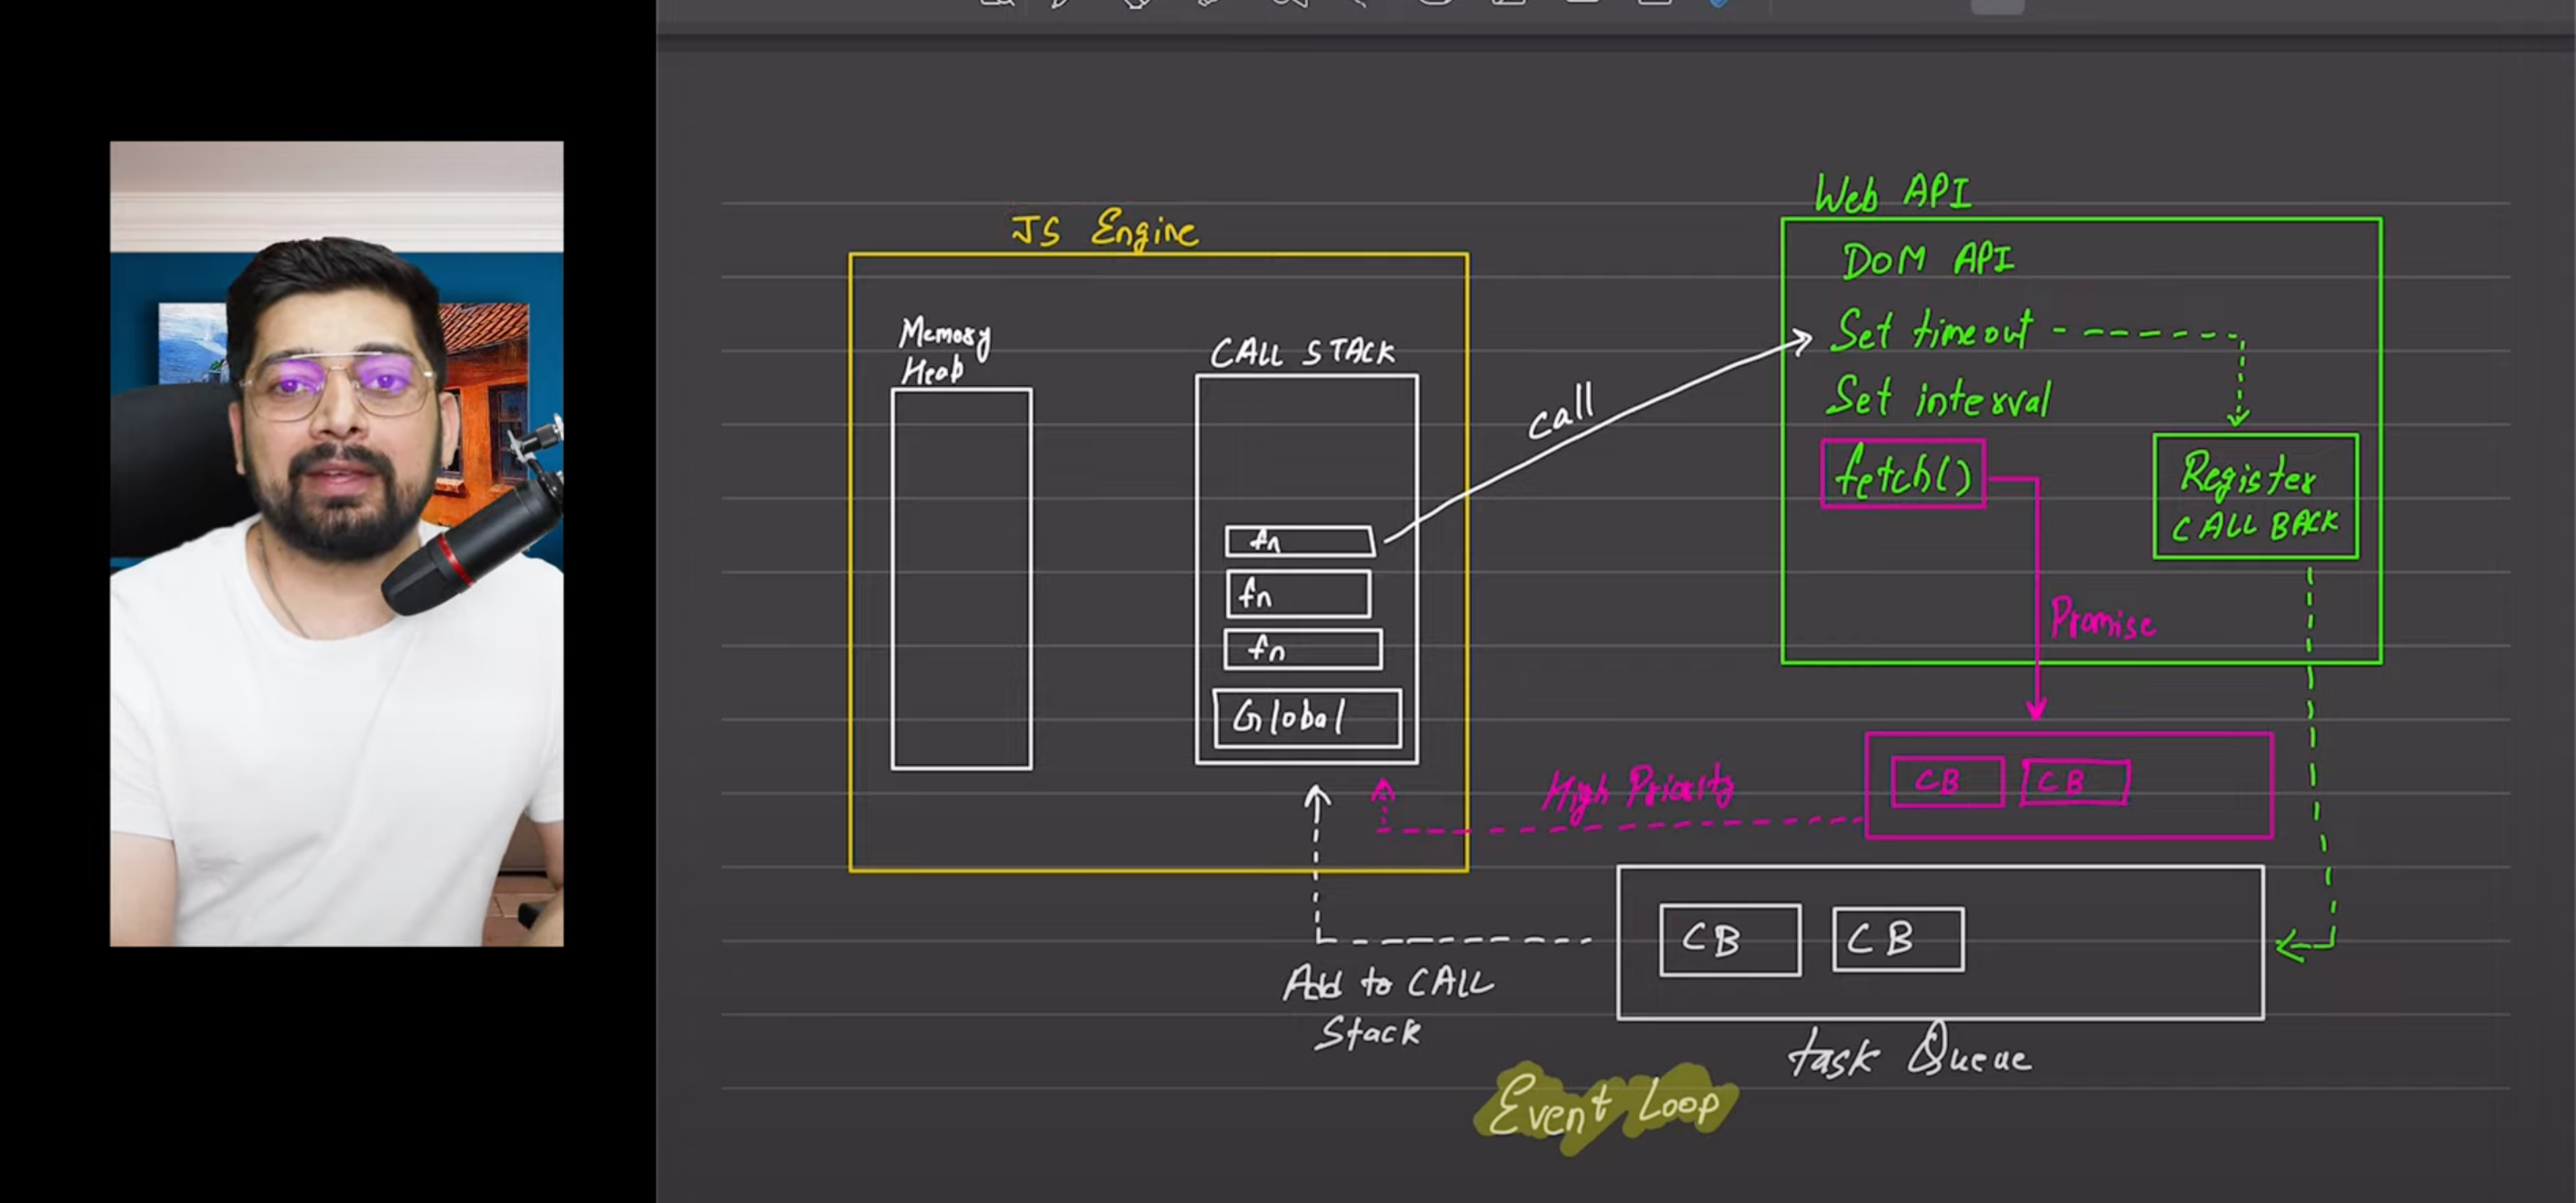 JS Engine
Memory
Heap
CALL STACK
fn
fn
fn
Global
call
Web API
DOM API
Set timeout
Set interval
fetch()
Register
CALL BACK
Promise
High Priority
CB CB
CB CB
Add to CALL
Stack
task Queue
Event Loop